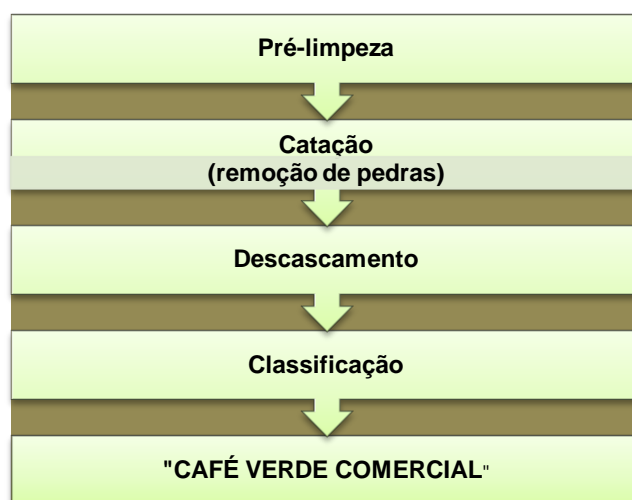 Pré-limpeza
Catação
(remoção de pedras)
Descascamento
Classificação
"CAFÉ VERDE COMERCIAL"